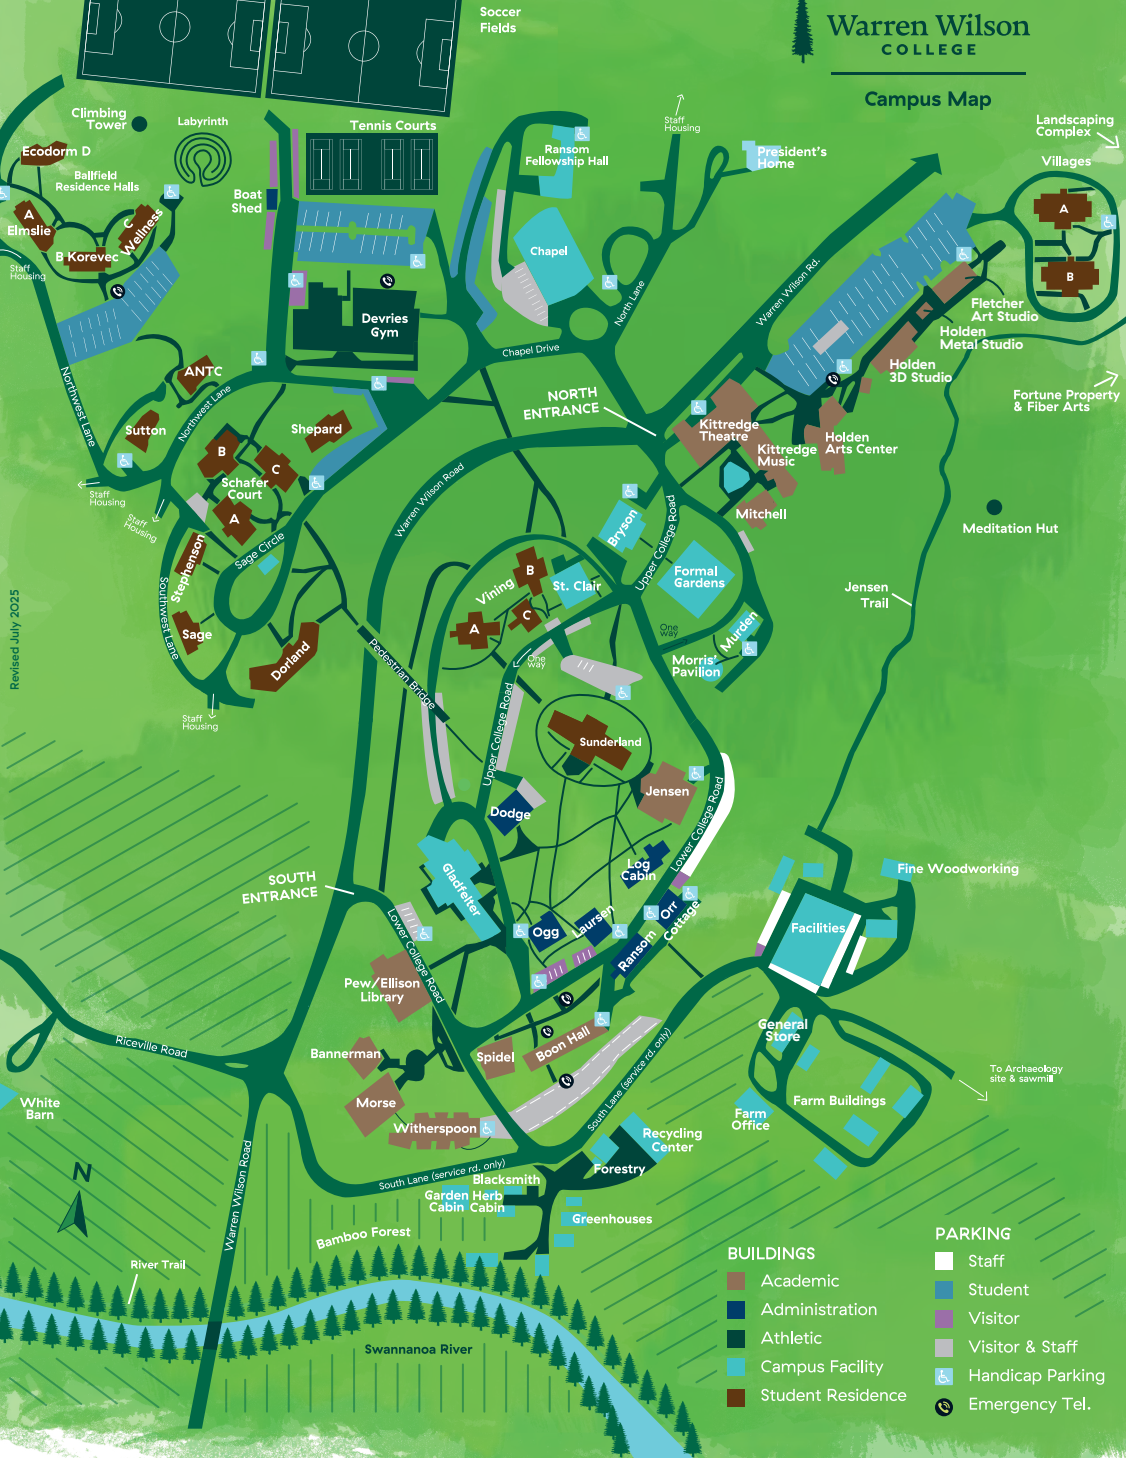 Soccer
Fields
Warren Wilson
COLLEGE
Campus Map
Climbing
Tower
Labyrinth
Tennis Courts
Staff
Housing
Ransom
Fellowship Hall
President's
Home
Landscaping
Complex
Villages
Ecodorm D
Ballfield
Residence Halls
Boat
Shed
A
Elmslie
B Korevec
C
Wellness
Staff
Housing
Chapel
A
B
Devries
Gym
North Lane
Warren Wilson Rd.
Fletcher
Art Studio
Holden
Metal Studio
Holden
3D Studio
Chapel Drive
Fortune Property
& Fiber Arts
NORTH
ENTRANCE
ANTC
Northwest Lane
Northwest Lane
Sutton
Shepard
B
C
Schafer
Court
A
Kittredge
Theatre
Kittredge
Music
Holden
Arts Center
Mitchell
Meditation Hut
Staff
Housing
Staff
Housing
Warren Wilson Road
Bryson
Upper College Road
Formal
Gardens
Sage Circle
Stephenson
Southwest Lane
Sage
Dorland
Staff
Housing
Vining
B
St. Clair
C
A
One
way
One
way
Murden
Morris'
Pavilion
Jensen
Trail
Revised July 2025
Pedestrian Bridge
Upper College Road
Sunderland
Jensen
Dodge
Lower College Road
Log
Cabin
Gladfelter
SOUTH
ENTRANCE
Lower College Road
Ogg
Laursen
Orr
Cottage
Ransom
Fine Woodworking
Facilities
Pew/Ellison
Library
Riceville Road
Bannerman
Spidel
Boon Hall
Morse
Witherspoon
South Lane (service rd. only)
General
Store
To Archaeology
site & sawmill
Farm Buildings
Farm
Office
White
Barn
Recycling
Center
Forestry
South Lane (service rd. only)
Blacksmith
Garden
Cabin
Herb
Cabin
Greenhouses
N
Warren Wilson Road
Bamboo Forest
River Trail
Swannanoa River
BUILDINGS
Academic
Administration
Athletic
Campus Facility
Student Residence
PARKING
Staff
Student
Visitor
Visitor & Staff
Handicap Parking
Emergency Tel.